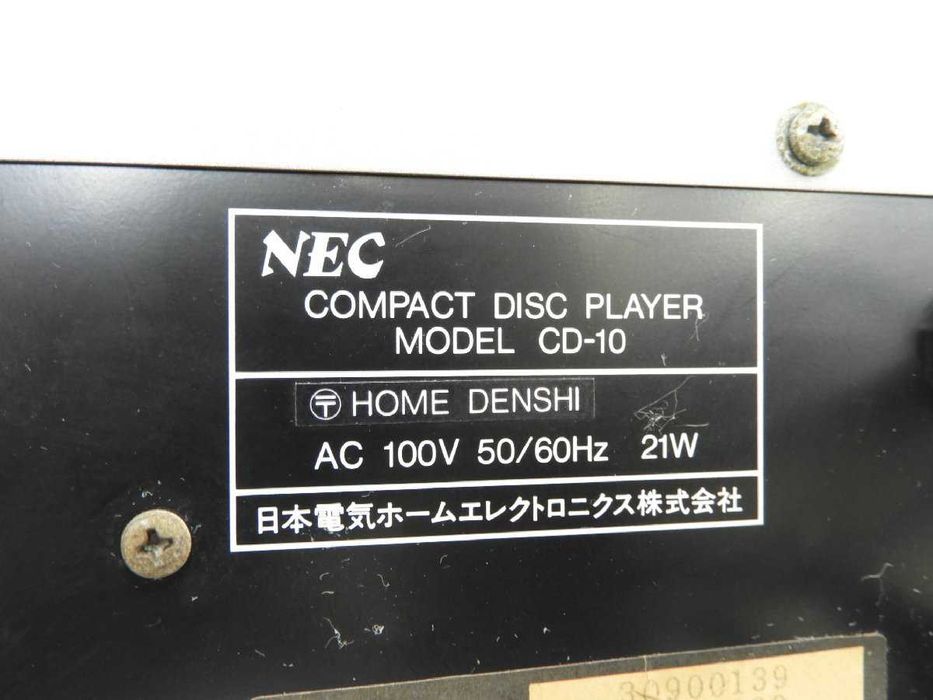 NEC
COMPACT DISC PLAYER
MODEL CD-10
〶 HOME DENSHI
AC 100V 50/60Hz 21W
日本電気ホームエレクトロニクス株式会社
30900139